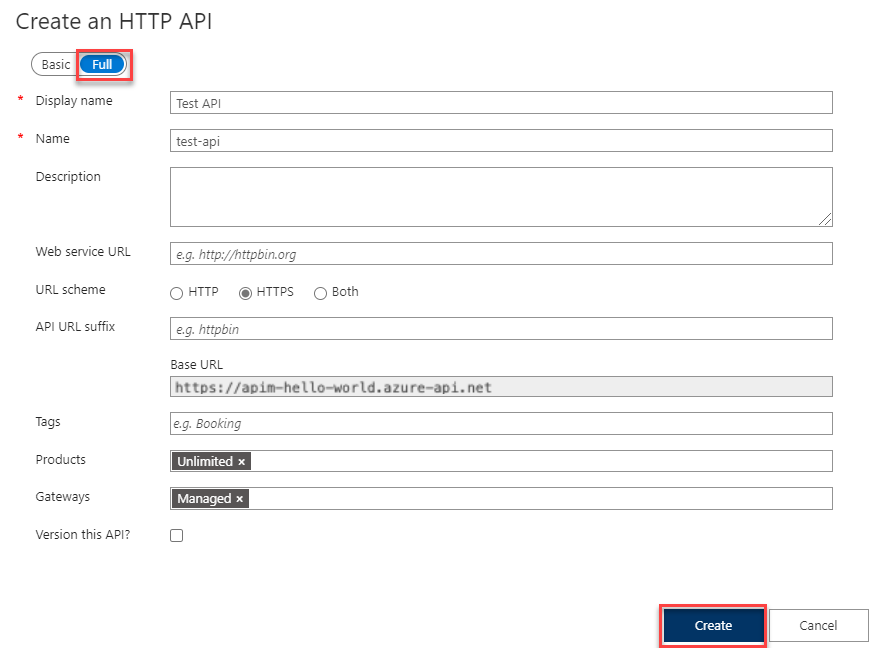 Create an HTTP API
Basic Full
* Display name Test API
* Name test-api
Description
Web service URL e.g. http://httpbin.org
URL scheme HTTP HTTPS Both
API URL suffix e.g. httpbin
Base URL
https://apim-hello-world.azure-api.net
Tags e.g. Booking
Products Unlimited ×
Gateways Managed ×
Version this API?
Create Cancel